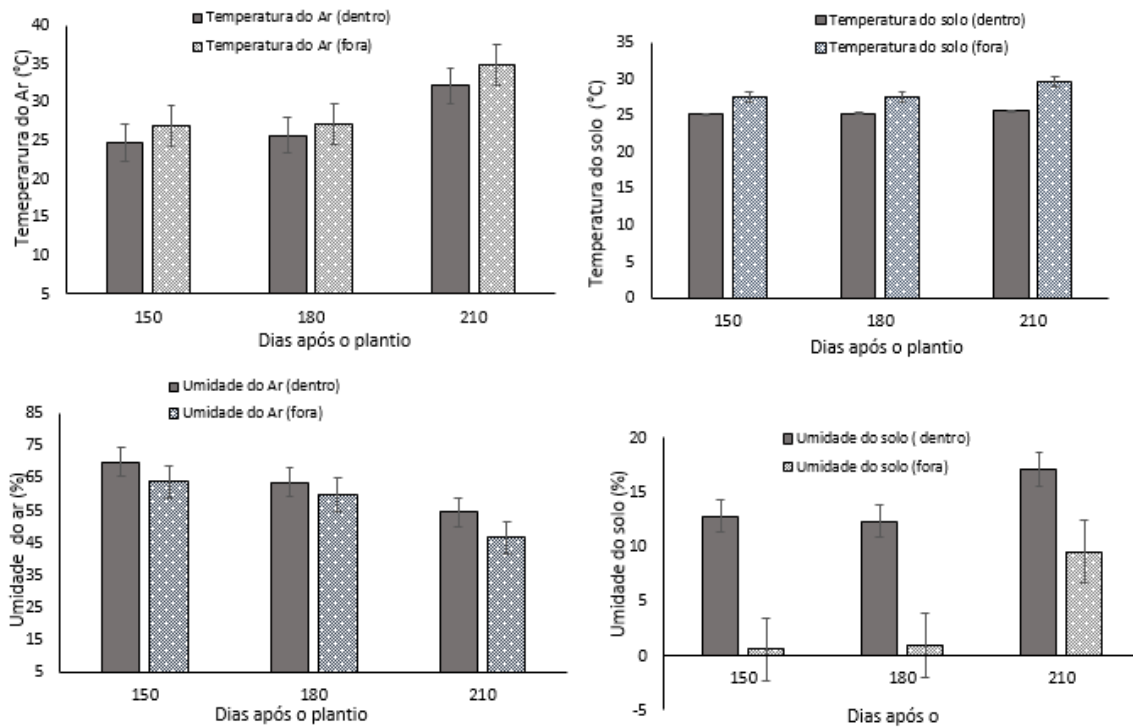 Temperatura do Ar (dentro)
Temperatura do Ar (fora)
Temeperarura do Ar (°C)
40
35
30
25
20
15
10
5
150
180
210
Dias após o plantio
Temperatura do solo (dentro)
Temperatura do solo (fora)
Temperatura do solo (°C)
35
30
25
20
15
10
5
0
150
180
210
Dias após o plantio
Umidade do Ar (dentro)
Umidade do Ar (fora)
Umidade do ar (%)
85
75
65
55
45
35
25
15
5
150
180
210
Dias após o plantio
Umidade do solo ( dentro)
Umidade do solo (fora)
Umidade do solo (%)
20
15
10
5
0
-5
150
180
210
Dias após o